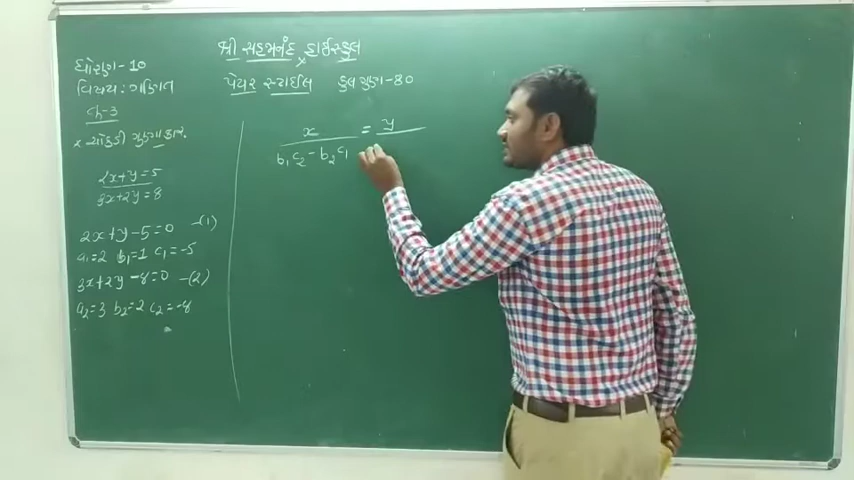 ધોરણ-10
વિષય: ગણિત
Ch-3
x ચોકડી ગુણાકાર.
2x+y=5
3x+2y=8
2x+y-5=0 -(1)
a₁=2 b₁=1 c₁=-5
3x+2y-8=0 -(2)
a₂=3 b₂=2 c₂=-8
શ્રી સહજાનંદ હાઈસ્કુલ
પેપર સ્ટાઈલ કુલ ગુણ-80
x = y
b₁c₂-b₂c₁